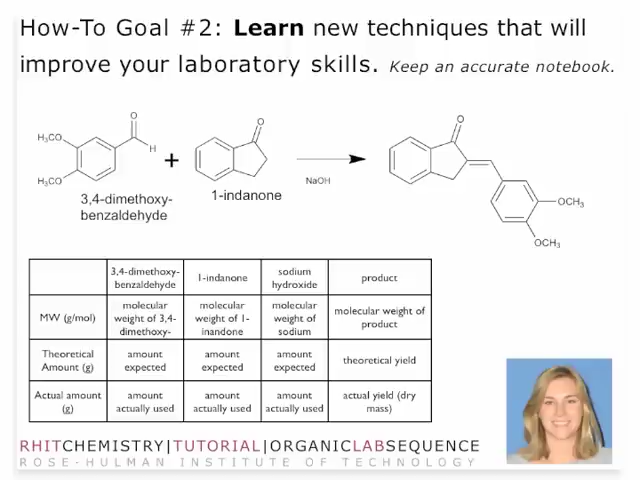 How-To Goal #2: Learn new techniques that will
improve your laboratory skills. Keep an accurate notebook.
O
H₃CO
H
H₃CO
3,4-dimethoxy-
benzaldehyde
+
O
1-indanone
NaOH
O
OCH₃
OCH₃
3,4-dimethoxy-
benzaldehyde
1-indanone
sodium
hydroxide
product
MW (g/mol)
molecular
weight of 3,4-
dimethoxy-
molecular
weight of 1-
inandone
molecular
weight of
sodium
molecular weight of
product
Theoretical
Amount (g)
amount
expected
amount
expected
amount
expected
theoretical yield
Actual amount
(g)
amount
actually used
amount
actually used
amount
actually used
actual yield (dry
mass)
RHITCHEMISTRY|TUTORIAL|ORGANICLABSEQUENCE
ROSE-HULMAN INSTITUTE OF TECHNOLOGY